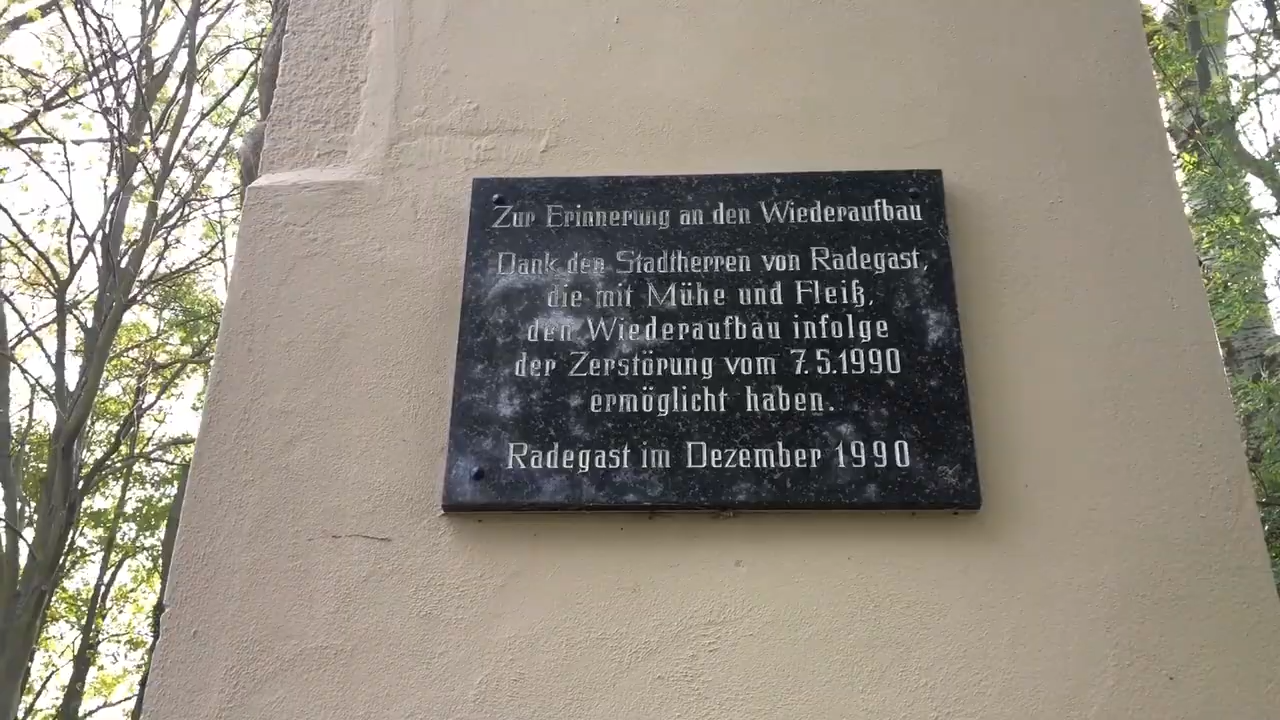 Zur Erinnerung an den Wiederaufbau
Dank den Stadtherren von Radegast,
die mit Mühe und Fleiß,
den Wiederaufbau infolge
der Zerstörung vom 7.5.1990
ermöglicht haben.
Radegast im Dezember 1990